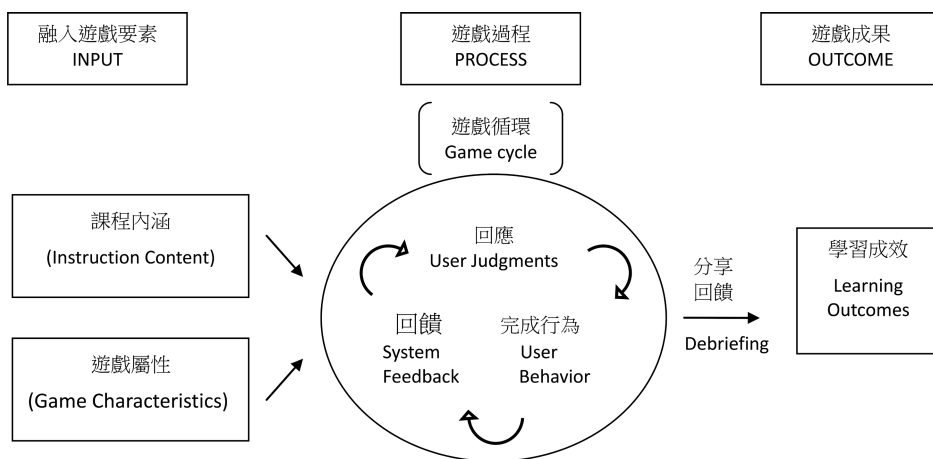 融入遊戲要素
INPUT
遊戲過程
PROCESS
遊戲成果
OUTCOME
遊戲循環
Game cycle
課程內涵
(Instruction Content)
遊戲屬性
(Game Characteristics)
回應
User Judgments
回饋
System
Feedback
完成行為
User
Behavior
分享
回饋
Debriefing
學習成效
Learning
Outcomes